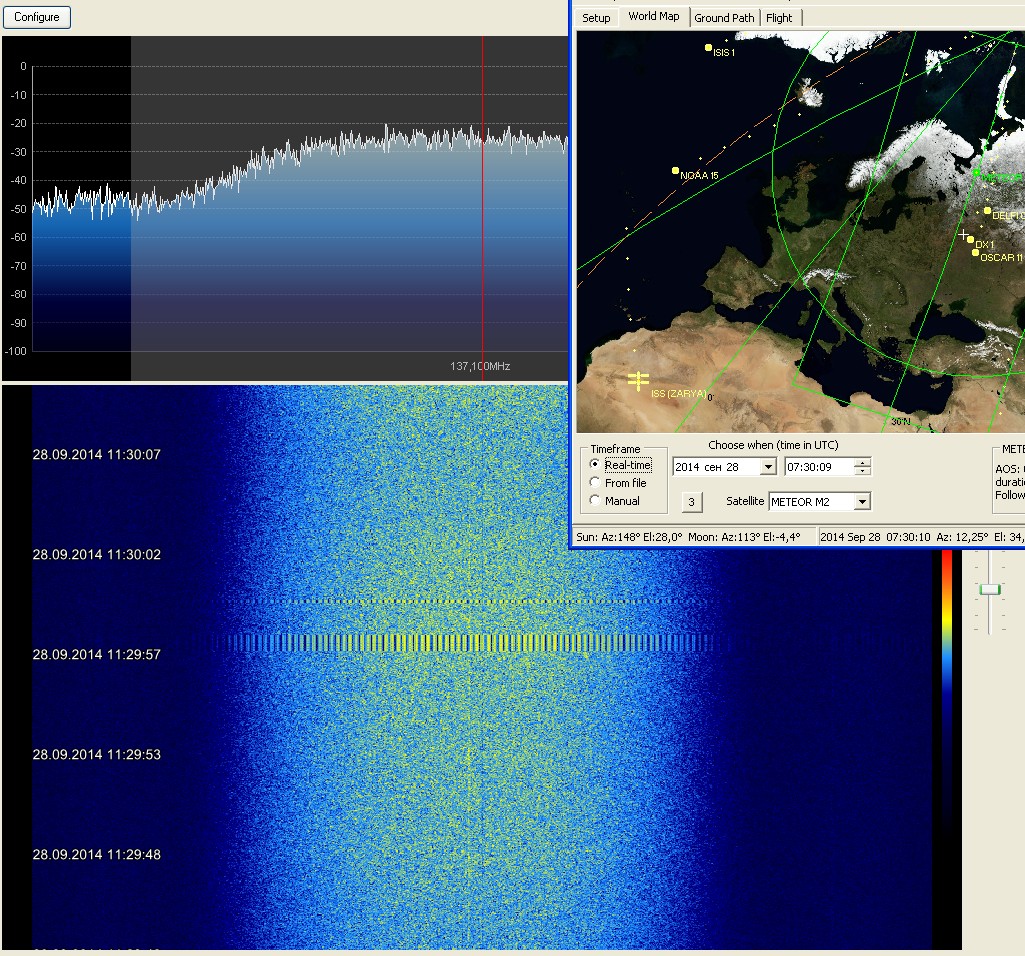 Configure
0
-10
-20
-30
-40
-50
-60
-70
-80
-90
-100
137,100MHz
28.09.2014 11:30:07
28.09.2014 11:30:02
28.09.2014 11:29:57
28.09.2014 11:29:53
28.09.2014 11:29:48
Setup World Map Ground Path Flight
ISIS 1
NOAA 15
DELFI C
DX 1
OSCAR 11
ISS (ZARYA)
0°
30°N
Timeframe
Real-time
From file
Manual
Choose when (time in UTC)
2014 сен 28 07:30:09
3 Satellite METEOR M2
METE
AOS:
duratio
Follow
Sun: Az:148° El:28,0° Moon: Az:113° El:-4,4° 2014 Sep 28 07:30:10 Az: 12,25° El: 34,